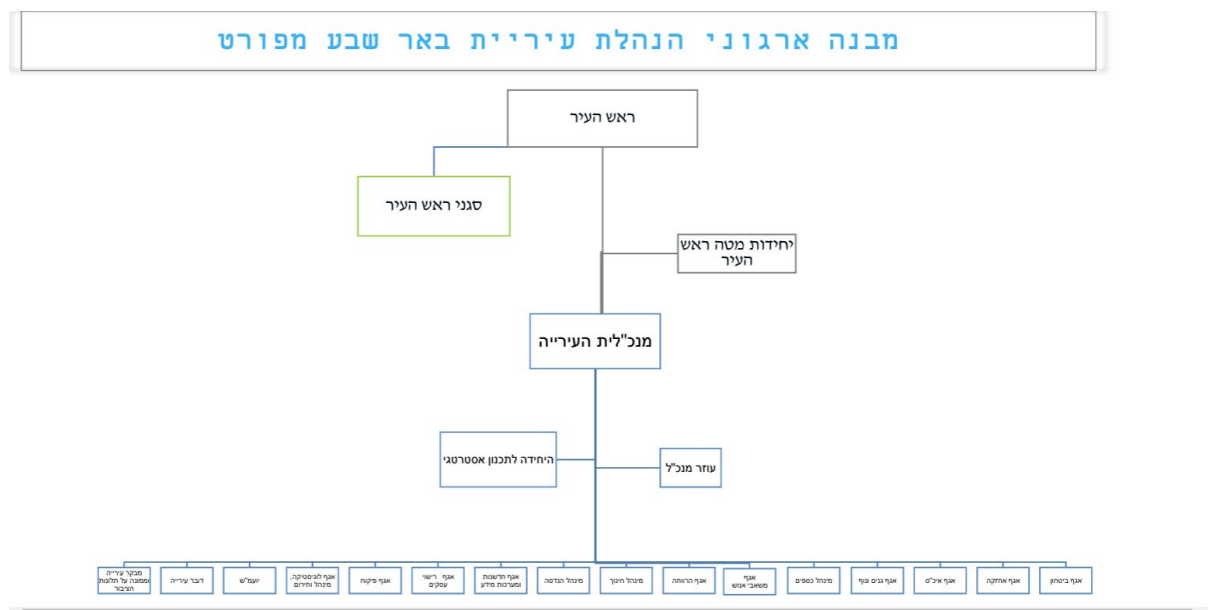 מבנה ארגוני הנהלת עיריית באר שבע מפורט
ראש העיר
סגני ראש העיר
יחידות מטה ראש
העיר
מנכ"לית העירייה
היחידה לתכנון אסטרטגי
עוזר מנכ"ל
אגף ביטחון
אגף אחזקה
אגף איכ"ס
אגף גנים ונוף
מינהל כספים
אגף
משאבי אנוש
אגף הרווחה
מינהל חינוך
מינהל הנדסה
אגף חדשנות
ומערכות מידע
אגף רישוי
עסקים
אגף פיקוח
אגף לוגיסטיקה,
מינהל וחירום
יועמ"ש
דובר עירייה
מבקר עירייה
וממונה על תלונות
הציבור